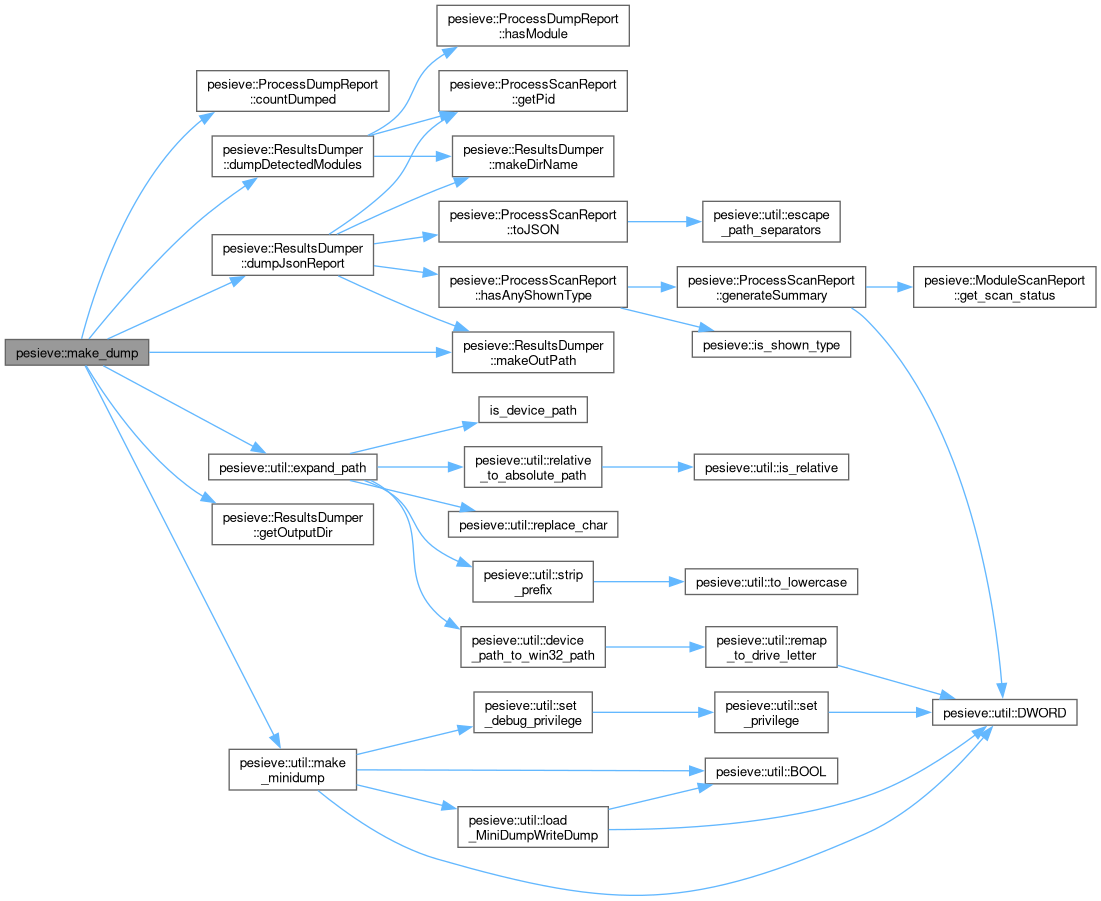 pesieve::ProcessDumpReport
::hasModule
pesieve::ProcessDumpReport
::countDumped
pesieve::ProcessScanReport
::getPid
pesieve::ResultsDumper
::dumpDetectedModules
pesieve::ResultsDumper
::makeDirName
pesieve::ProcessScanReport
::toJSON
pesieve::util::escape
_path_separators
pesieve::ResultsDumper
::dumpJsonReport
pesieve::ProcessScanReport
::hasAnyShownType
pesieve::ProcessScanReport
::generateSummary
pesieve::ModuleScanReport
::get_scan_status
pesieve::make_dump
pesieve::ResultsDumper
::makeOutPath
pesieve::is_shown_type
is_device_path
pesieve::util::expand_path
pesieve::util::relative
_to_absolute_path
pesieve::util::is_relative
pesieve::ResultsDumper
::getOutputDir
pesieve::util::replace_char
pesieve::util::strip
_prefix
pesieve::util::to_lowercase
pesieve::util::device
_path_to_win32_path
pesieve::util::remap
_to_drive_letter
pesieve::util::set
_debug_privilege
pesieve::util::set
_privilege
pesieve::util::DWORD
pesieve::util::make
_minidump
pesieve::util::BOOL
pesieve::util::load
_MiniDumpWriteDump